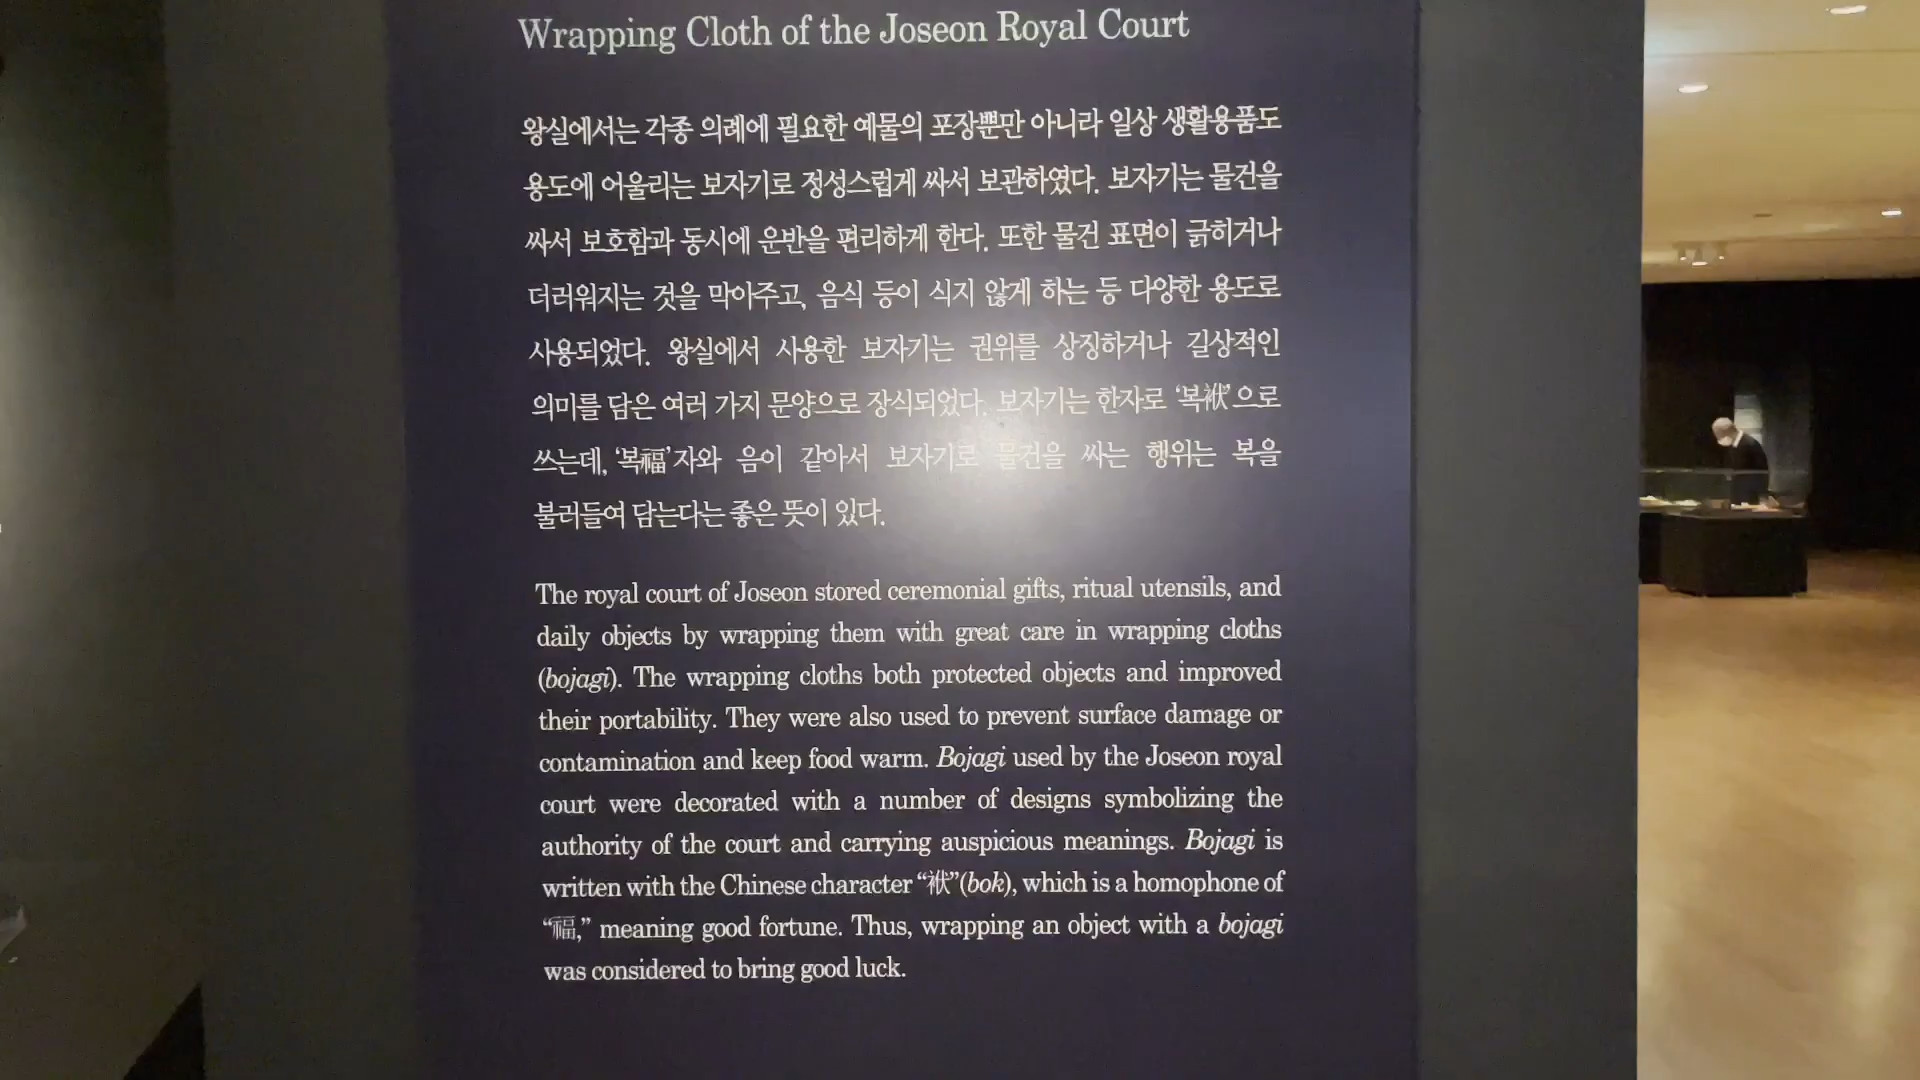 Wrapping Cloth of the Joseon Royal Court
왕실에서는 각종 의례에 필요한 예물의 포장뿐만 아니라 일상 생활용품도
용도에 어울리는 보자기로 정성스럽게 싸서 보관하였다. 보자기는 물건을
싸서 보호함과 동시에 운반을 편리하게 한다. 또한 물건 표면이 긁히거나
더러워지는 것을 막아주고, 음식 등이 식지 않게 하는 등 다양한 용도로
사용되었다. 왕실에서 사용한 보자기는 권위를 상징하거나 길상적인
의미를 담은 여러 가지 문양으로 장식되었다. 보자기는 한자로 ‘복袱’으로
쓰는데, ‘복福’자와 음이 같아서 보자기로 물건을 싸는 행위는 복을
불러들여 담는다는 좋은 뜻이 있다.
The royal court of Joseon stored ceremonial gifts, ritual utensils, and
daily objects by wrapping them with great care in wrapping cloths
(bojagi). The wrapping cloths both protected objects and improved
their portability. They were also used to prevent surface damage or
contamination and keep food warm. Bojagi used by the Joseon royal
court were decorated with a number of designs symbolizing the
authority of the court and carrying auspicious meanings. Bojagi is
written with the Chinese character “袱”(bok), which is a homophone of
“福,” meaning good fortune. Thus, wrapping an object with a bojagi
was considered to bring good luck.